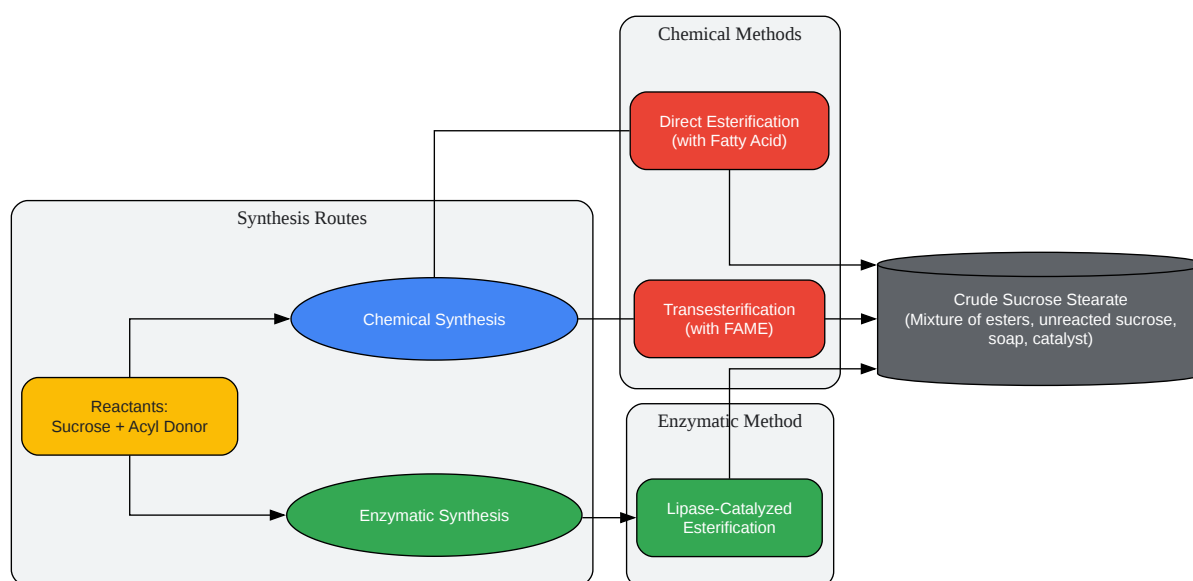 Chemical Methods
Direct Esterification
(with Fatty Acid)
Synthesis Routes
Chemical Synthesis
Transesterification
(with FAME)
Crude Sucrose Stearate
(Mixture of esters, unreacted sucrose,
soap, catalyst)
Reactants:
Sucrose + Acyl Donor
Enzymatic Method
Enzymatic Synthesis
Lipase-Catalyzed
Esterification